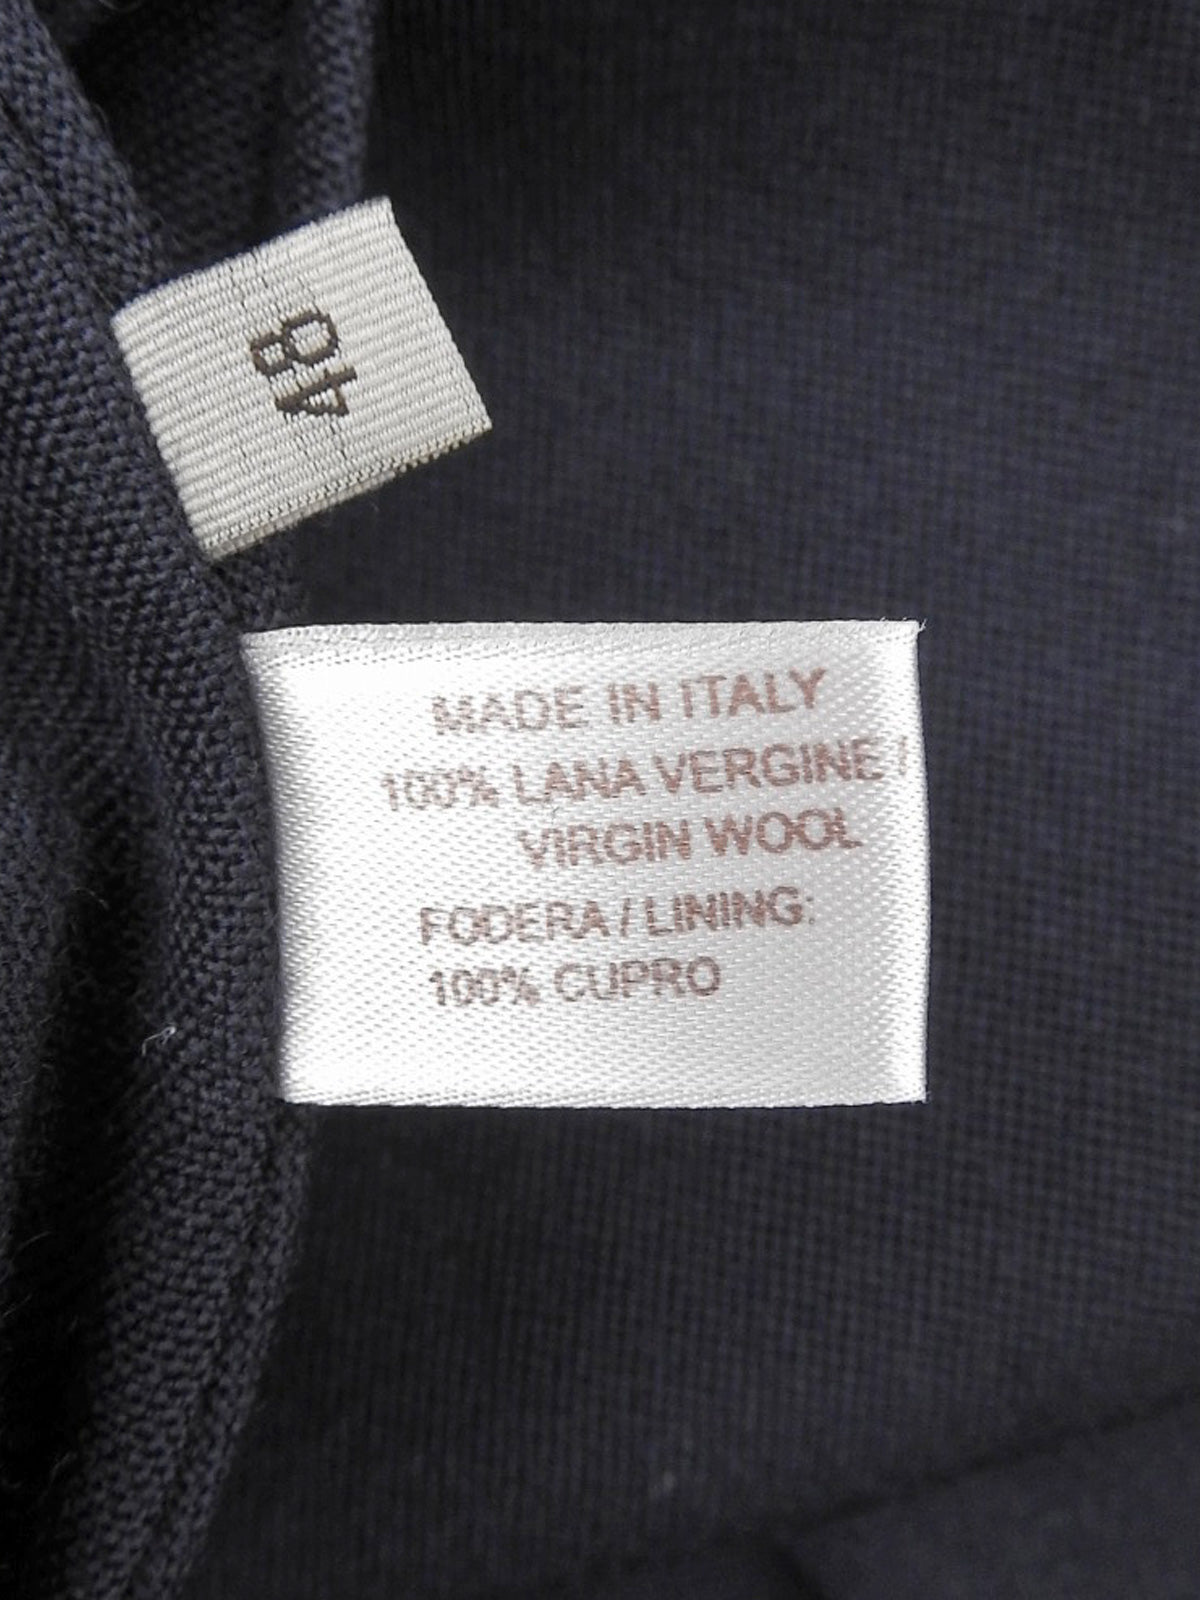 48
MADE IN ITALY
100% LANA VERGINE /
VIRGIN WOOL
FODERA / LINING:
100% CUPRO